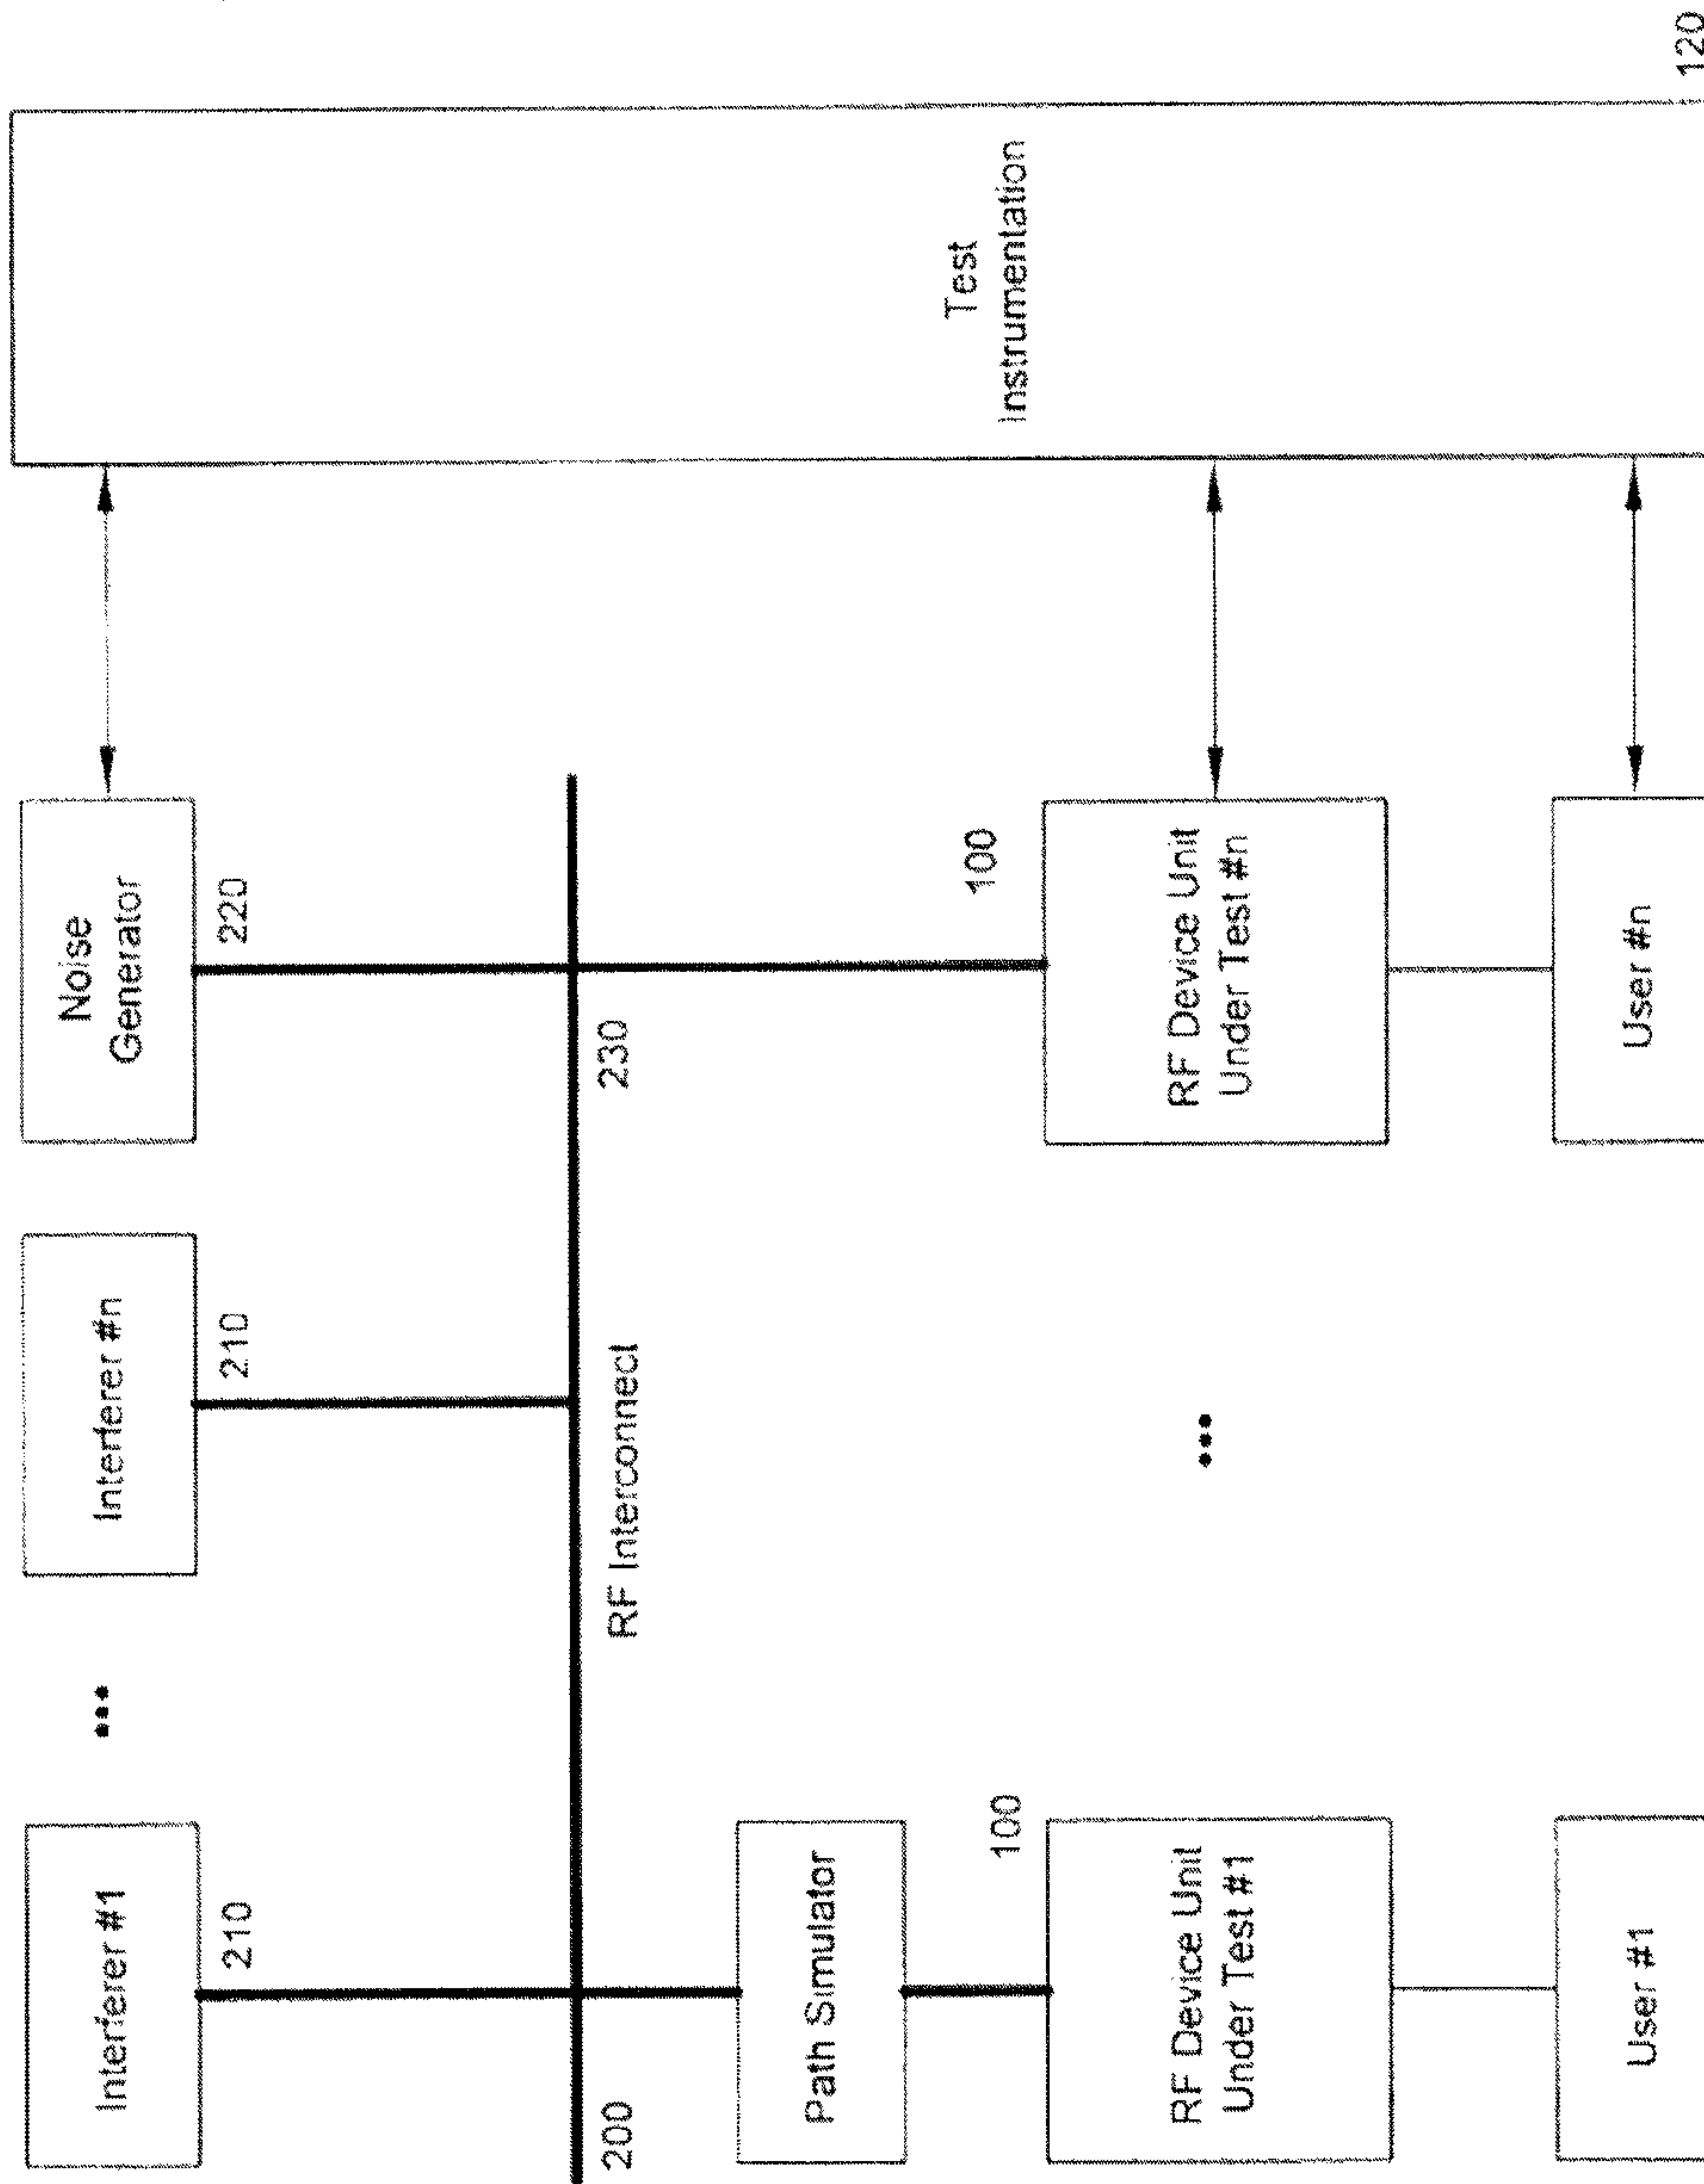 Interferer #1
210
Interferer #n
210
Noise
Generator
220
200
RF Interconnect
230
Path Simulator
100
RF Device Unit
Under Test #1
100
RF Device Unit
Under Test #n
User #1
User #n
Test
Instrumentation
120